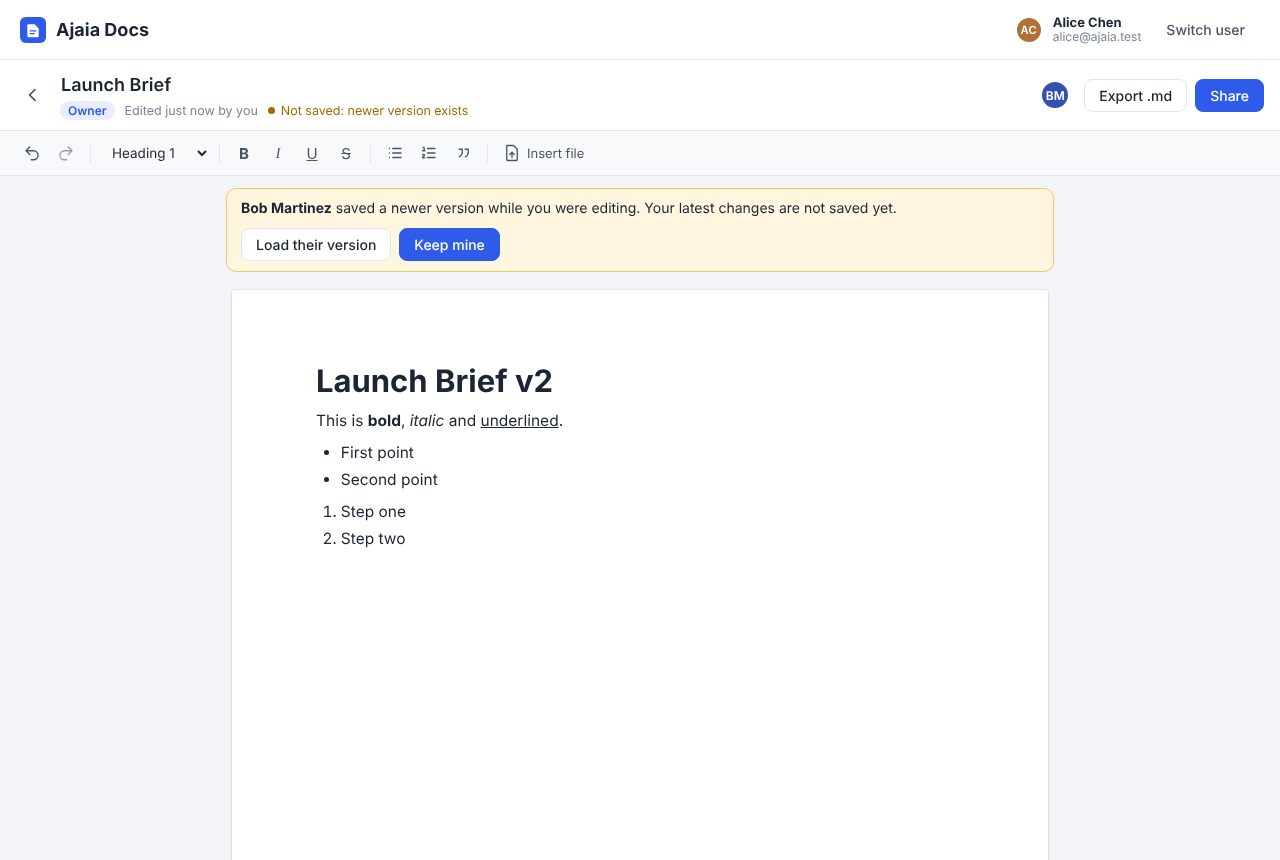 Ajaia Docs
AC
Alice Chen
alice@ajaia.test
Switch user
Launch Brief
Owner
Edited just now by you
Not saved: newer version exists
BM
Export .md
Share
Heading 1
B
I
U
S
Insert file
Bob Martinez saved a newer version while you were editing. Your latest changes are not saved yet.
Load their version
Keep mine
Launch Brief v2
This is bold, italic and underlined.
• First point
• Second point
1. Step one
2. Step two